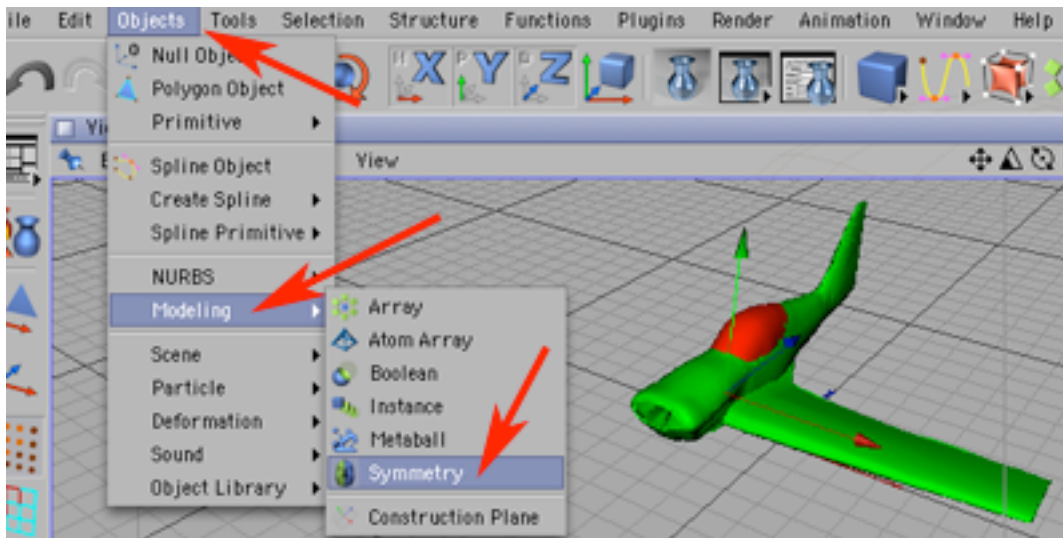 ile Edit Objects Tools Selection Structure Functions Plugins Render Animation Window Help
Null Obje
Polygon Object
Primitive
Vi
E
View
Spline Object
Create Spline
Spline Primitive
NURBS
Modeling
Array
Atom Array
Scene
Boolean
Particle
Instance
Deformation
Metaball
Sound
Symmetry
Object Library
Construction Plane
H X P Y B Z